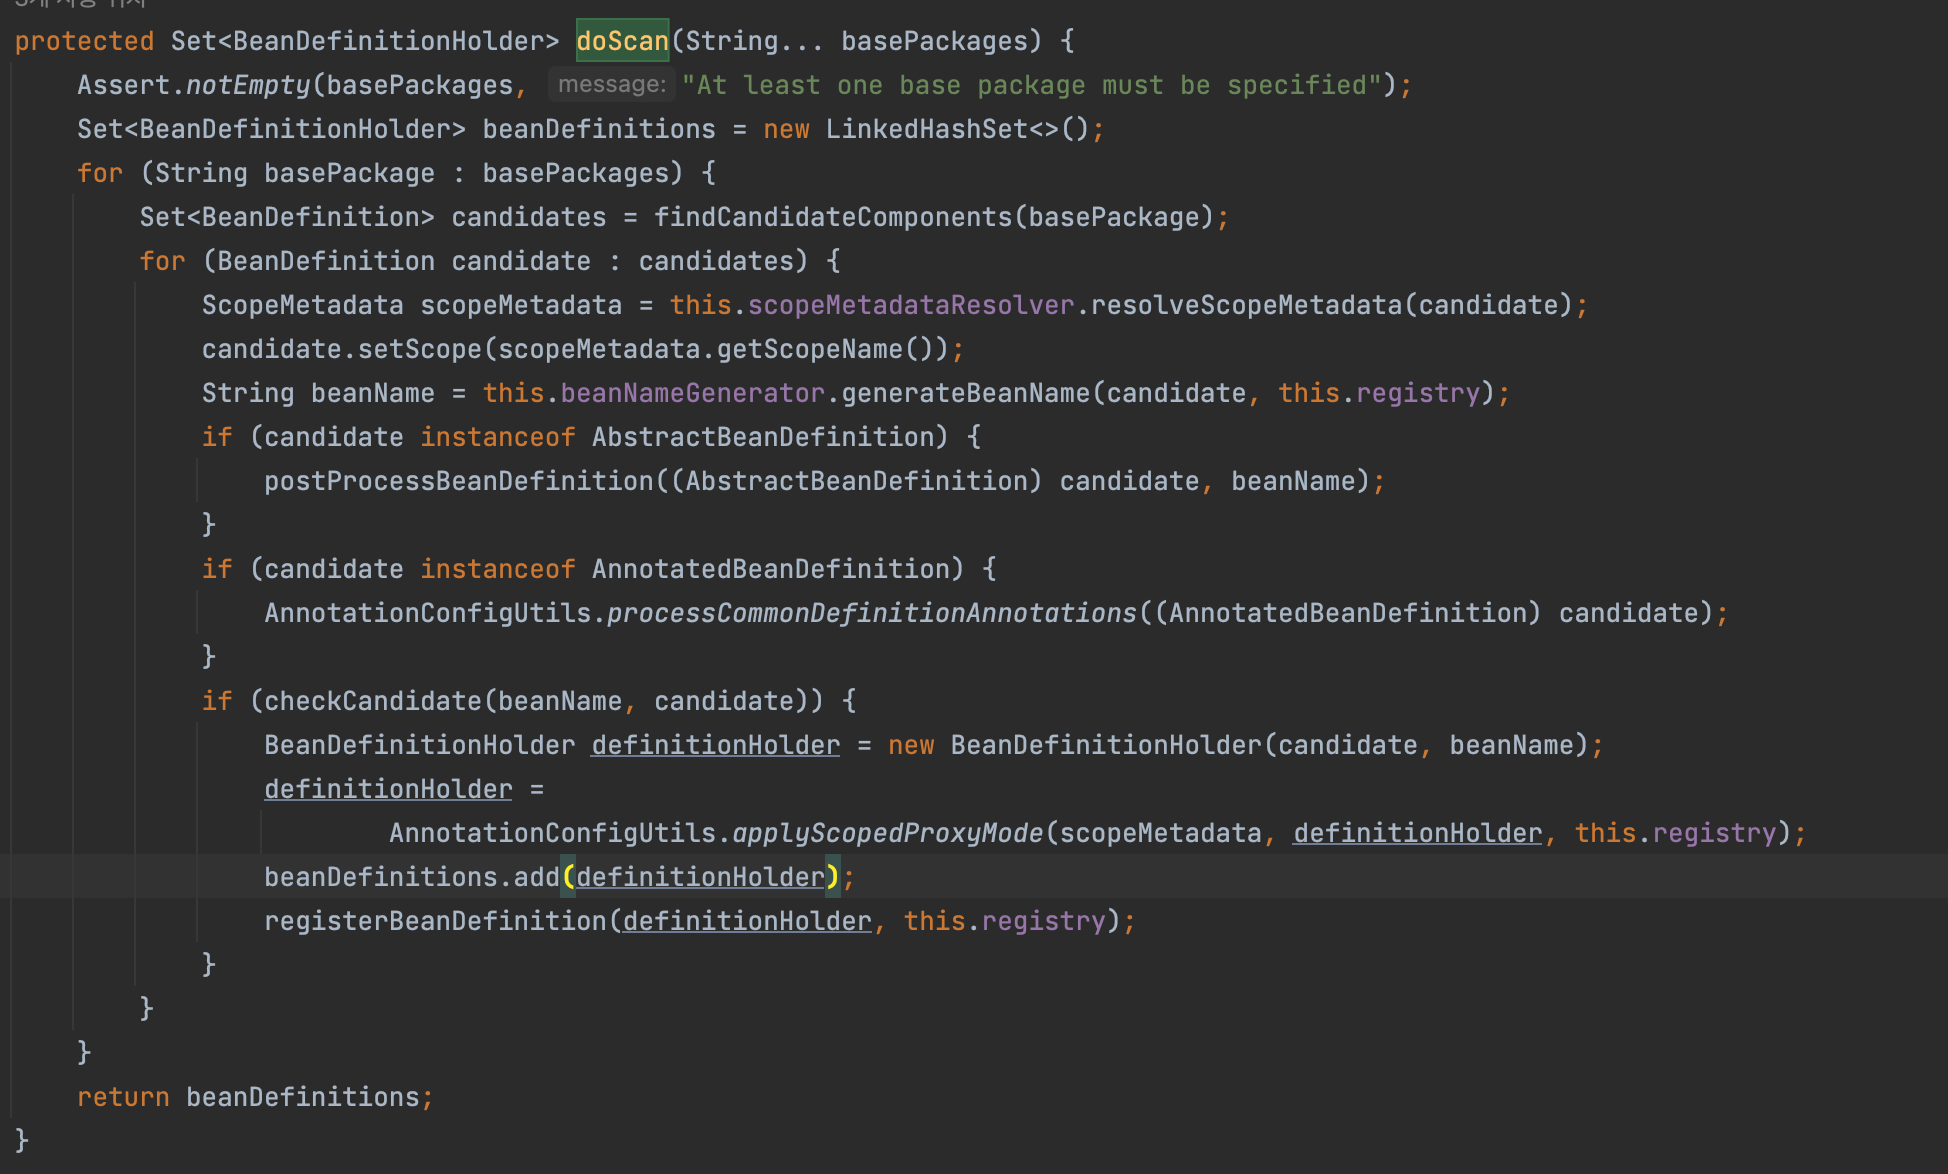 protected Set<BeanDefinitionHolder> doScan(String... basePackages) {
Assert.notEmpty(basePackages, message: "At least one base package must be specified");
Set<BeanDefinitionHolder> beanDefinitions = new LinkedHashSet<>();
for (String basePackage : basePackages) {
Set<BeanDefinition> candidates = findCandidateComponents(basePackage);
for (BeanDefinition candidate : candidates) {
ScopeMetadata scopeMetadata = this.scopeMetadataResolver.resolveScopeMetadata(candidate);
candidate.setScope(scopeMetadata.getScopeName());
String beanName = this.beanNameGenerator.generateBeanName(candidate, this.registry);
if (candidate instanceof AbstractBeanDefinition) {
postProcessBeanDefinition((AbstractBeanDefinition) candidate, beanName);
}
if (candidate instanceof AnnotatedBeanDefinition) {
AnnotationConfigUtils.processCommonDefinitionAnnotations((AnnotatedBeanDefinition) candidate);
}
if (checkCandidate(beanName, candidate)) {
BeanDefinitionHolder definitionHolder = new BeanDefinitionHolder(candidate, beanName);
definitionHolder =
AnnotationConfigUtils.applyScopedProxyMode(scopeMetadata, definitionHolder, this.registry);
beanDefinitions.add(definitionHolder);
registerBeanDefinition(definitionHolder, this.registry);
}
}
}
return beanDefinitions;
}